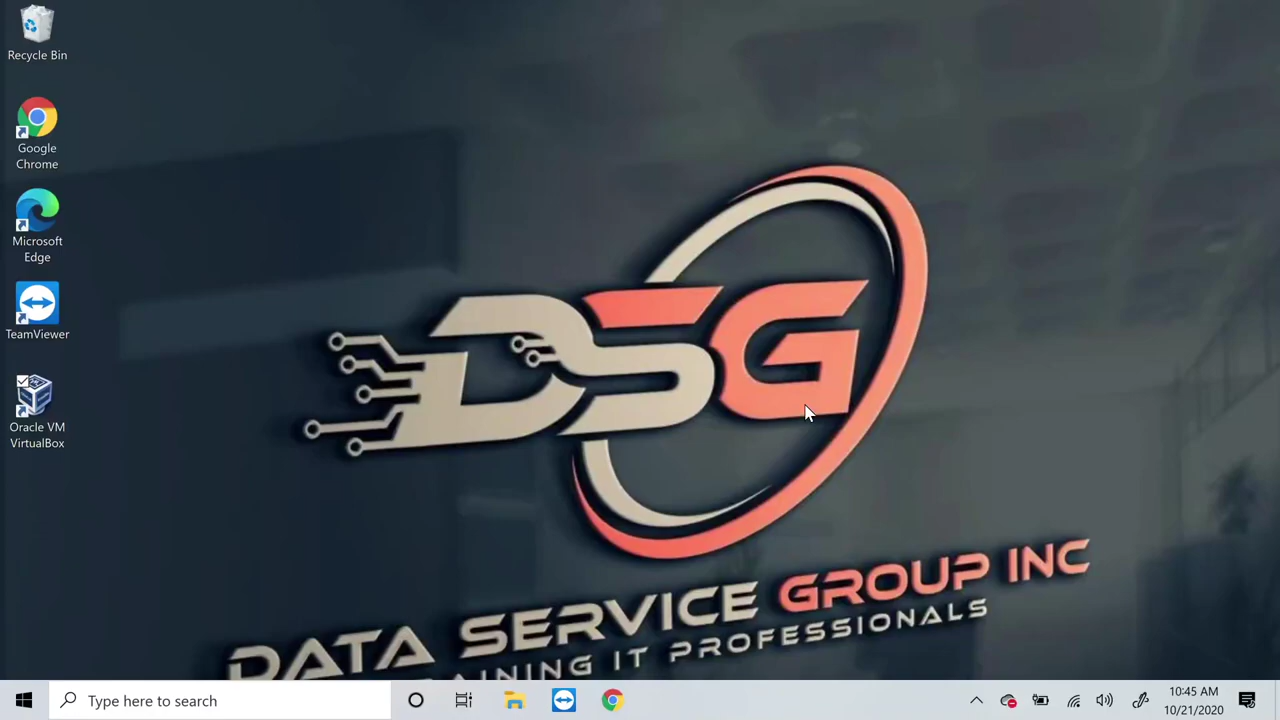 Recycle Bin
Google
Chrome
Microsoft
Edge
TeamViewer
Oracle VM
VirtualBox
DSG
DATA SERVICE GROUP INC
AINING IT PROFESSIONALS
Type here to search
10:45 AM
10/21/2020